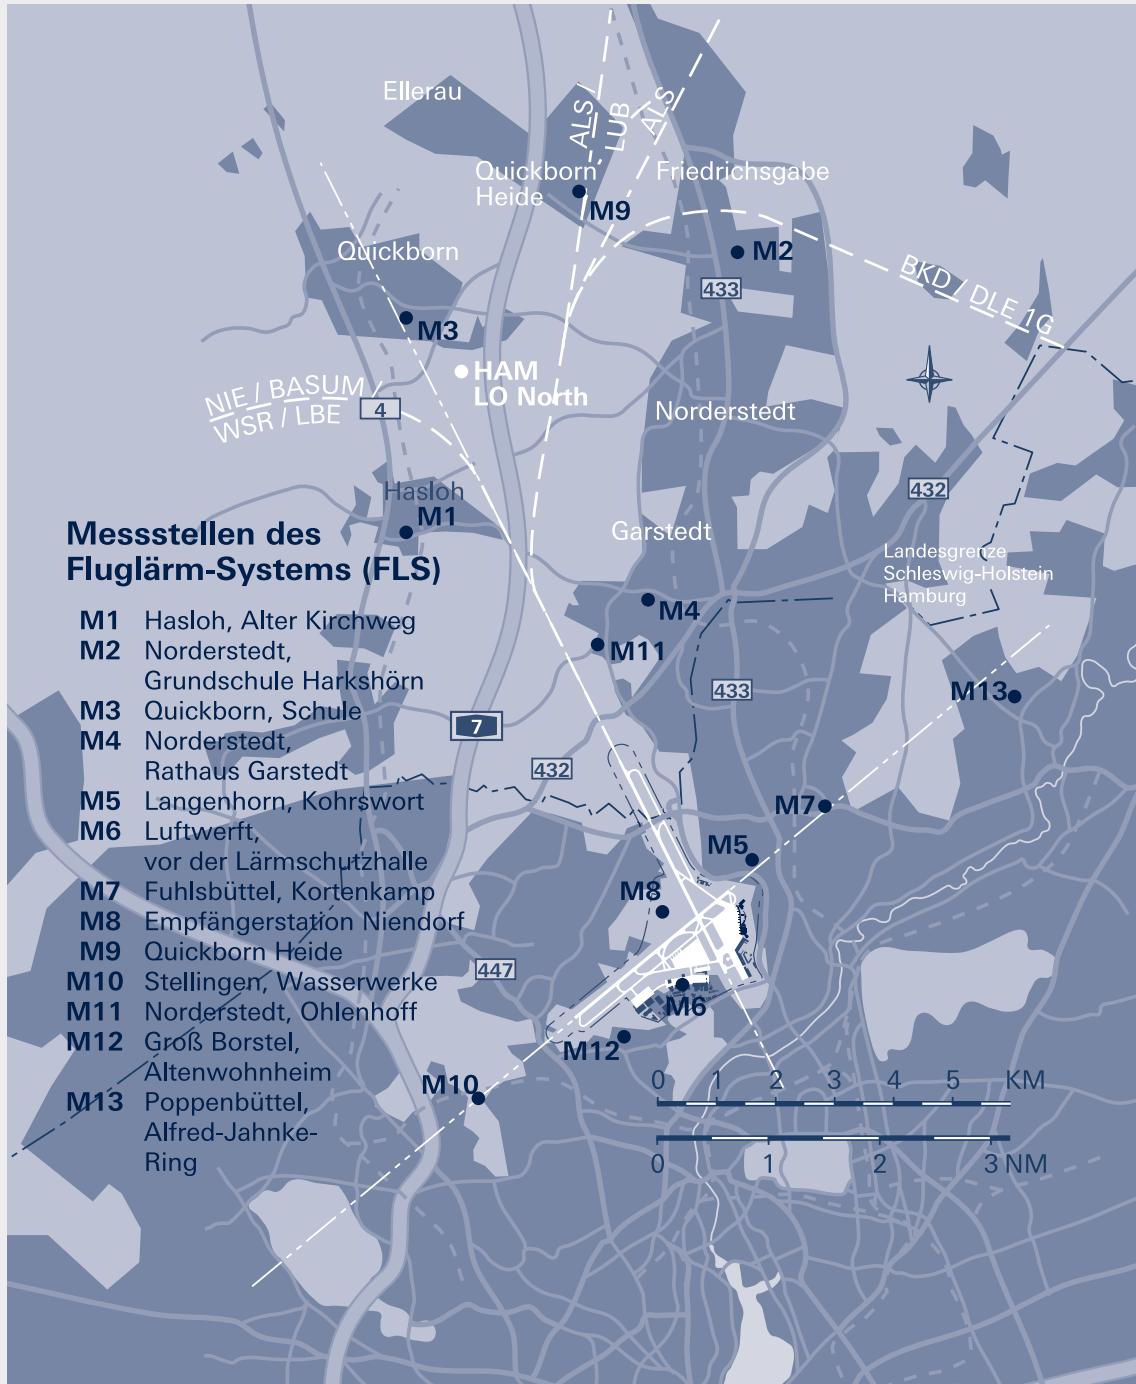 Ellerau
ALS /
LUB
ALS
Quickborn
Heide
Friedrichsgabe
M9
Quickborn
M2
BKD / DLE 1G
433
M3
HAM
LO North
NIE / BASUM
WSR / LBE
4
Norderstedt
Hasloh
M1
432
Garstedt
Landesgrenze
Schleswig-Holstein
Hamburg
Messstellen des
Fluglärm-Systems (FLS)
M1 Hasloh, Alter Kirchweg
M2 Norderstedt,
Grundschule Harkshörn
M3 Quickborn, Schule
M4 Norderstedt,
Rathaus Garstedt
M5 Langenhorn, Kohrswort
M6 Luftwerft,
vor der Lärmschutzhalle
M7 Fuhlsbüttel, Kortenkamp
M8 Empfängerstation Niendorf
M9 Quickborn Heide
M10 Stellingen, Wasserwerke
M11 Norderstedt, Ohlenhoff
M12 Groß Borstel,
Altenwohnheim
M13 Poppenbüttel,
Alfred-Jahnke-
Ring
M4
M11
433
M13
7
432
M7
M5
M8
447
M6
M12
M10
0 1 2 3 4 5 KM
0 1 2 3 NM